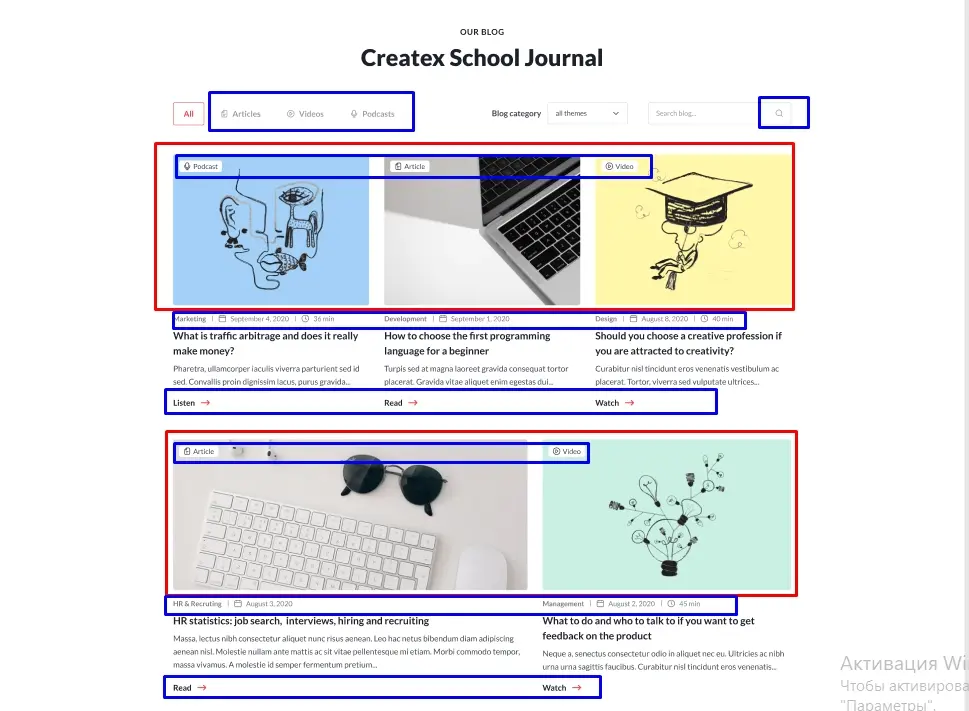 OUR BLOG
Createx School Journal
All Articles Videos Podcasts Blog category all themes Search blog...
Podcast Article Video
Marketing | September 4, 2020 | 36 min
What is traffic arbitrage and does it really
make money?
Pharetra, ullamcorper iaculis viverra parturient sed id
sed. Convallis proin dignissim lacus, purus gravida...
Listen →
Development | September 1, 2020
How to choose the first programming
language for a beginner
Turpis sed at magna laoreet gravida consequat tortor
placerat. Gravida vitae aliquet enim egestas dui...
Read →
Design | August 8, 2020 | 40 min
Should you choose a creative profession if
you are attracted to creativity?
Curabitur nisl tincidunt eros venenatis vestibulum ac
placerat. Tortor, viverra sed vulputate ultrices...
Watch →
Article Video
HR & Recruting | August 3, 2020
HR statistics: job search, interviews, hiring and recruiting
Massa, lectus nibh consectetur aliquet nunc risus aenean. Leo hac netus bibendum diam adipiscing
aenean nisl. Molestie nullam ante mattis ac sit vitae pellentesque mi etiam. Morbi commodo tempor,
massa vivamus. A molestie id semper fermentum pretium...
Read →
Management | August 2, 2020 | 45 min
What to do and who to talk to if you want to get
feedback on the product
Neque a, senectus consectetur odio in aliquet nec eu. Ultricies ac nibh
urna urna sagittis faucibus. Curabitur nisl tincidunt eros venenatis...
Watch →
Активация Wi
Чтобы активирова
"Параметры".